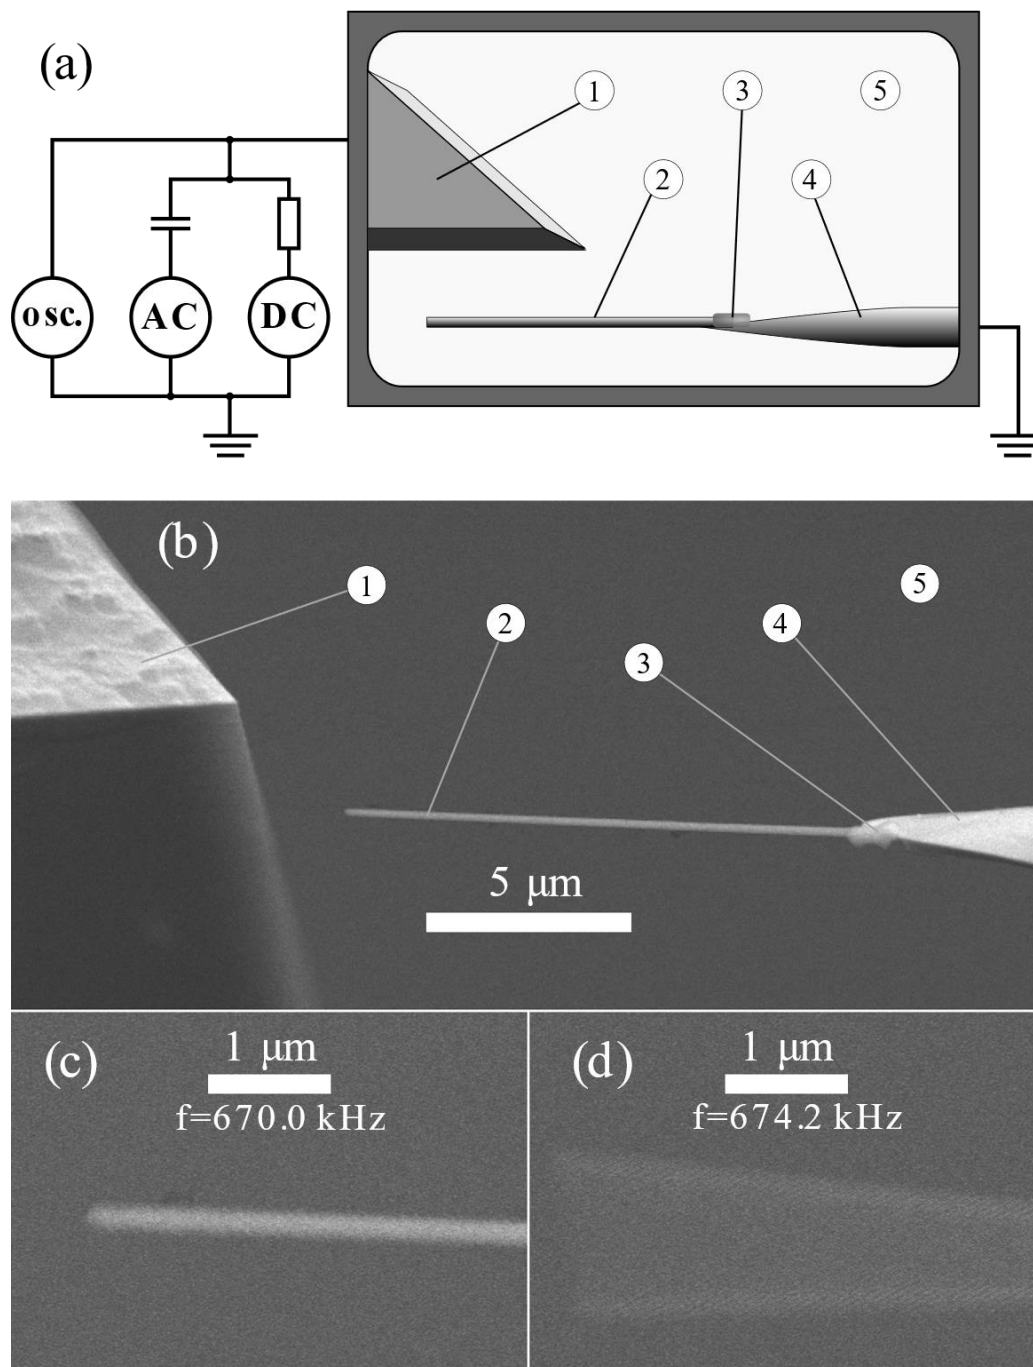 (a)
1
3
5
2
4
osc.
AC
DC
(b)
1
2
3
4
5
5 μm
(c)
1 μm
f=670.0 kHz
(d)
1 μm
f=674.2 kHz